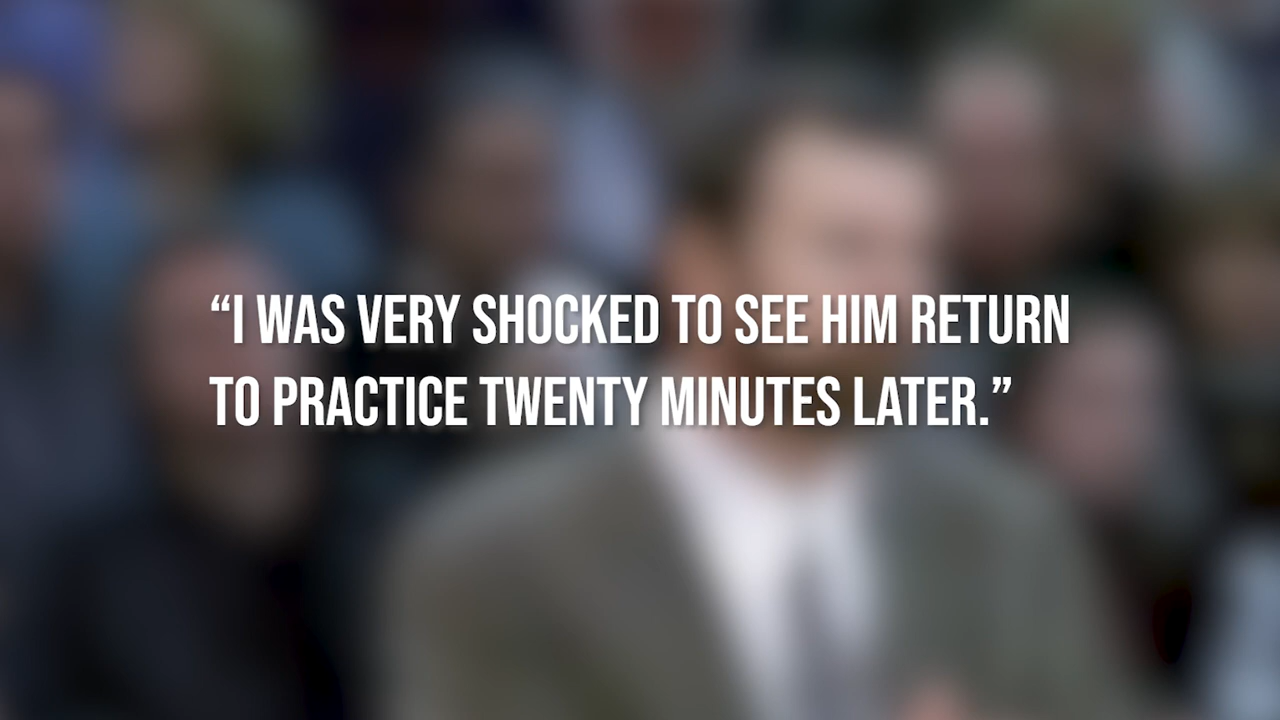 “I WAS VERY SHOCKED TO SEE HIM RETURN
TO PRACTICE TWENTY MINUTES LATER.”